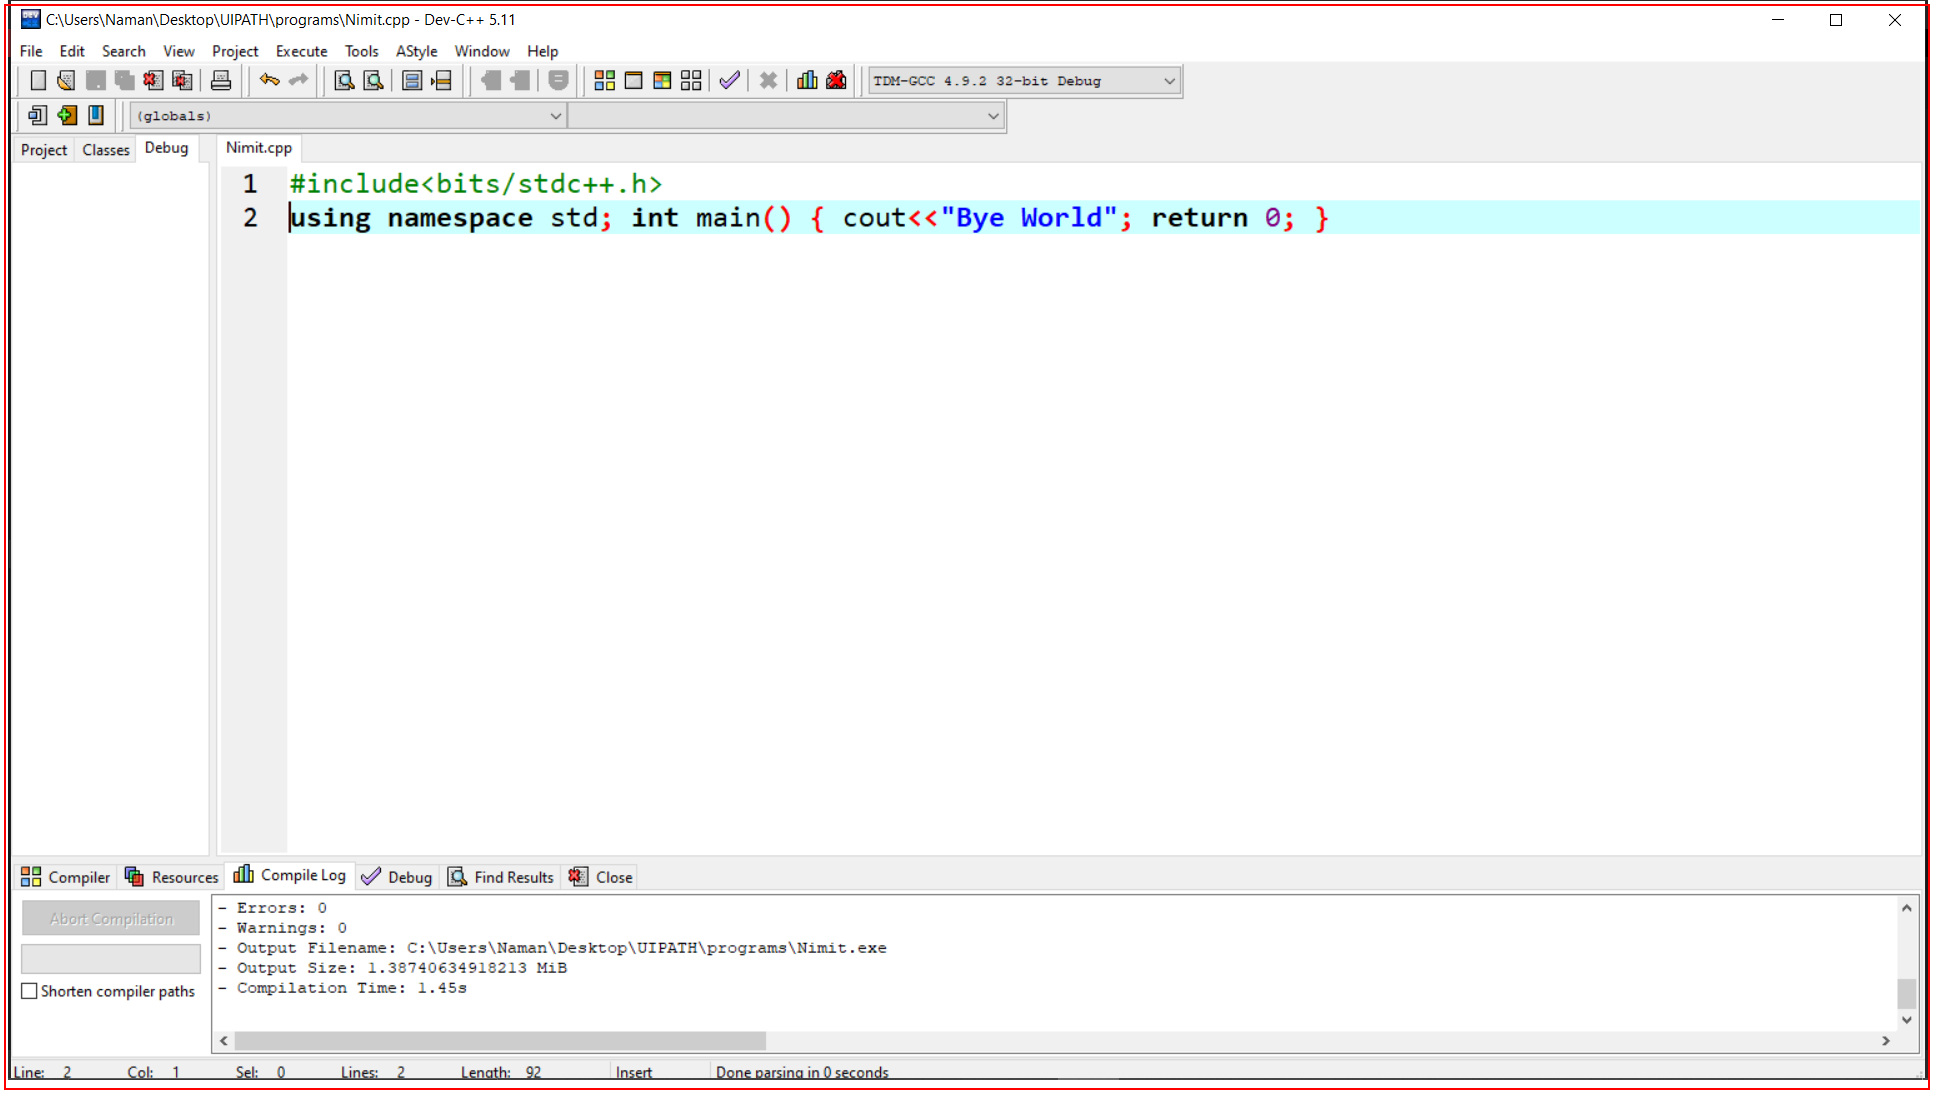 C:\Users\Naman\Desktop\UIPATH\programs\Nimit.cpp - Dev-C++ 5.11
File Edit Search View Project Execute Tools AStyle Window Help
TDM-GCC 4.9.2 32-bit Debug
(globals)
Project Classes Debug Nimit.cpp
1 #include<bits/stdc++.h>
2 using namespace std; int main() { cout<<"Bye World"; return 0; }
Compiler Resources Compile Log Debug Find Results Close
Abort Compilation
Shorten compiler paths
- Errors: 0
- Warnings: 0
- Output Filename: C:\Users\Naman\Desktop\UIPATH\programs\Nimit.exe
- Output Size: 1.38740634918213 MiB
- Compilation Time: 1.45s
Line: 2 Col: 1 Sel: 0 Lines: 2 Length: 92 Insert Done parsing in 0 seconds